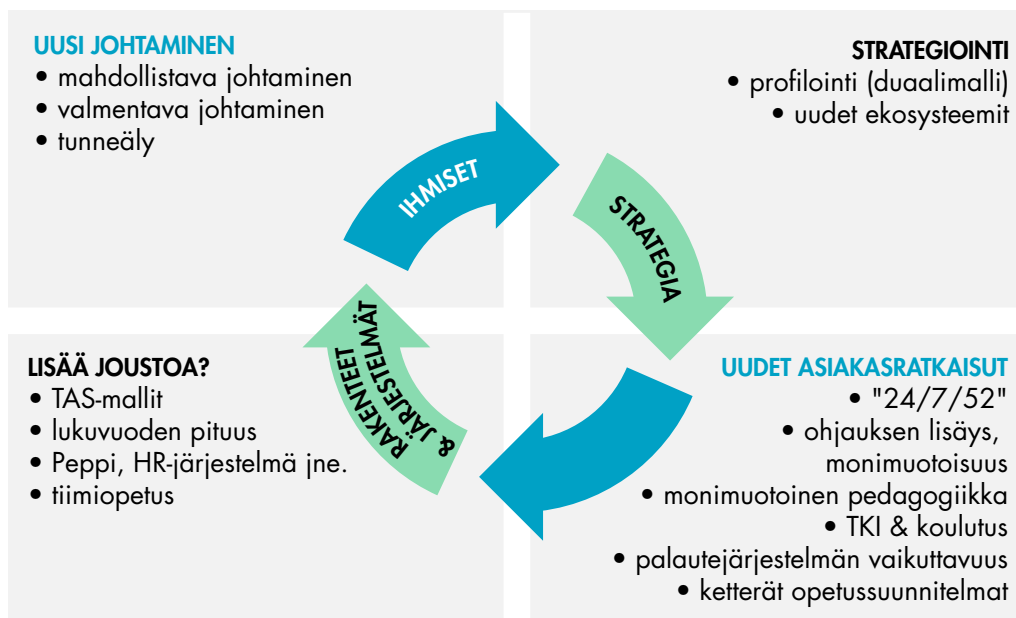 UUSI JOHTAMINEN
• mahdollistava johtaminen
• valmentava johtaminen
• tunneäly
STRATEGIOINTI
• profilointi (duaalimalli)
• uudet ekosysteemit
IHMISET
STRATEGIA
RAKENTEET
& JÄRJESTELMÄT
LISÄÄ JOUSTOA?
• TAS-mallit
• lukuvuoden pituus
• Peppi, HR-järjestelmä jne.
• tiimiopetus
UUDET ASIAKASRATKAISUT
• "24/7/52"
• ohjauksen lisäys,
monimuotoisuus
• monimuotoinen pedagogiikka
• TKI & koulutus
• palautejärjestelmän vaikuttavuus
• ketterät opetussuunnitelmat